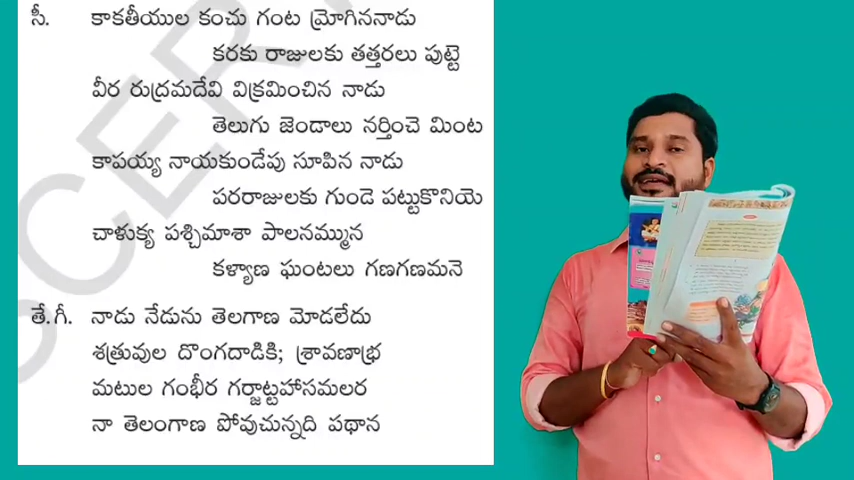 సీ. కాకతీయుల కంచు గంట మ్రోగిననాడు
కరకు రాజులకు తత్తరలు పుట్టె
వీర రుద్రమదేవి విక్రమించిన నాడు
తెలుగు జెండాలు నర్తించె మింట
కాపయ్య నాయకుండేపు సూపిన నాడు
పరరాజులకు గుండె పట్టుకొనియె
చాళుక్య పశ్చిమాశా పాలనమ్మున
కళ్యాణ ఘంటలు గణగణమనె
తే.గీ. నాడు నేడును తెలగాణ మోడలేదు
శత్రువుల దొంగదాడికి; శ్రావణాభ్ర
మటుల గంభీర గర్జాట్టహాసమలర
నా తెలంగాణ పోవుచున్నది పథాన
SCERT